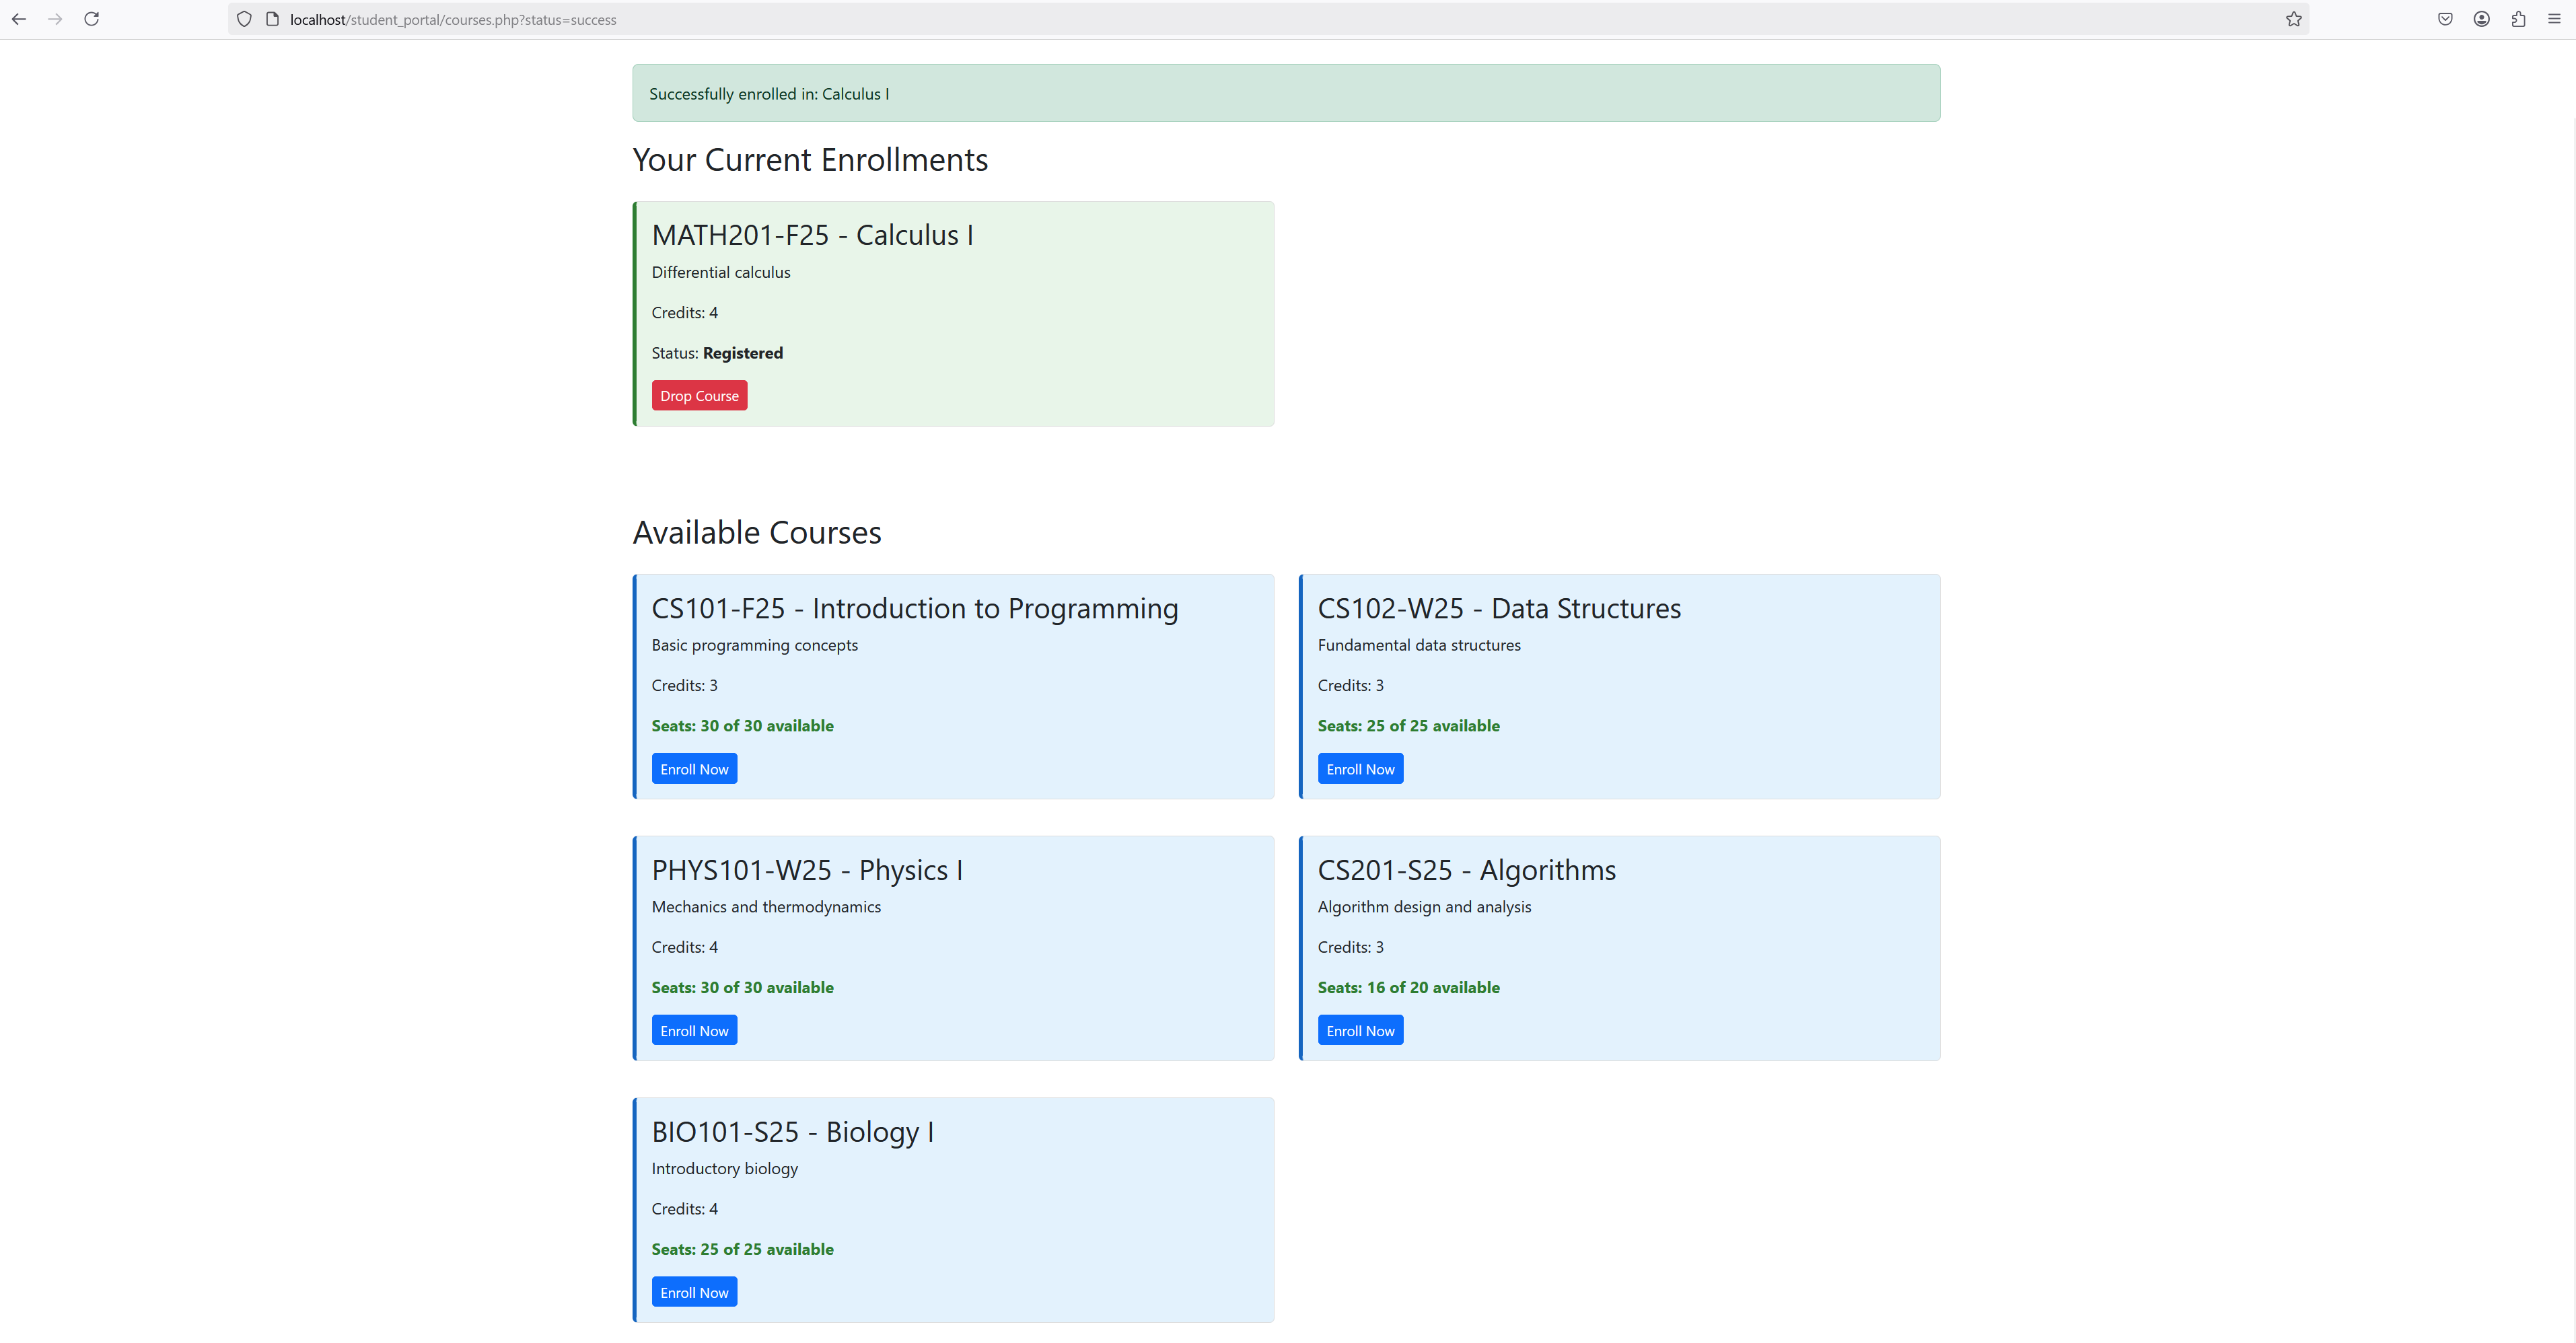 localhost/student_portal/courses.php?status=success
Successfully enrolled in: Calculus I
Your Current Enrollments
MATH201-F25 - Calculus I
Differential calculus
Credits: 4
Status: Registered
Drop Course
Available Courses
CS101-F25 - Introduction to Programming
Basic programming concepts
Credits: 3
Seats: 30 of 30 available
Enroll Now
CS102-W25 - Data Structures
Fundamental data structures
Credits: 3
Seats: 25 of 25 available
Enroll Now
PHYS101-W25 - Physics I
Mechanics and thermodynamics
Credits: 4
Seats: 30 of 30 available
Enroll Now
CS201-S25 - Algorithms
Algorithm design and analysis
Credits: 3
Seats: 16 of 20 available
Enroll Now
BIO101-S25 - Biology I
Introductory biology
Credits: 4
Seats: 25 of 25 available
Enroll Now